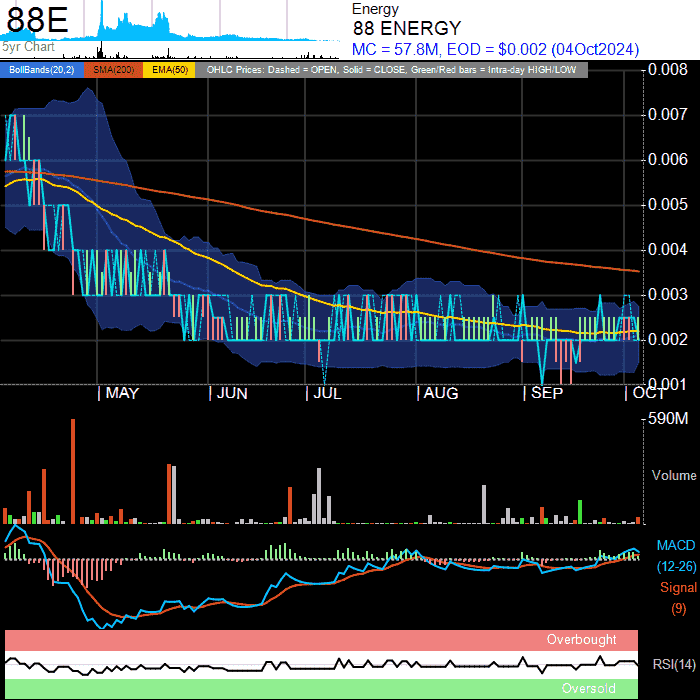 88E
5yr Chart
Energy
88 ENERGY
MC = 57.8M, EOD = $0.002 (04Oct2024)
BollBands(20,2) SMA(200) EMA(50) OHLC Prices: Dashed = OPEN, Solid = CLOSE, Green/Red bars = Intra-day HIGH/LOW
0.008
0.007
0.006
0.005
0.004
0.003
0.002
0.001
MAY JUN JUL AUG SEP OCT
590M
Volume
MACD
(12-26)
Signal
(9)
Overbought
RSI(14)
Oversold